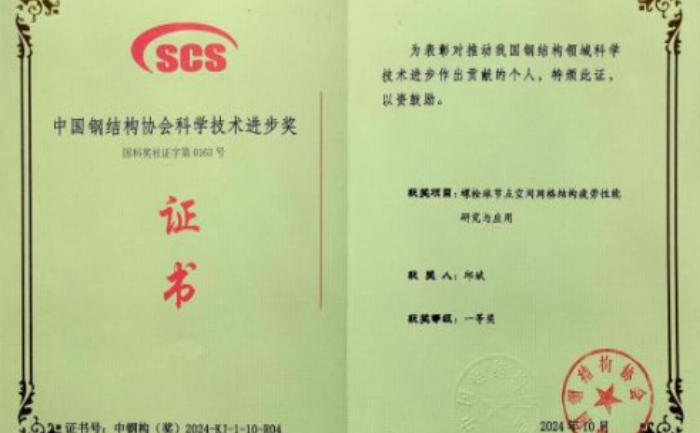 SCS
中国钢结构协会科学技术进步奖
国科奖社证字第0163号
证
书
证书号：中钢构（奖）2024-KJ-1-10-R04
为表彰对推动我国钢结构领域科学
技术进步作出贡献的个人，特颁此证，
以资鼓励。
获奖项目：螺栓球节点空间网格结构疲劳性能
研究与应用
获 奖 人：邱斌
获奖等级：一等奖
钢结构协会
2024年10月